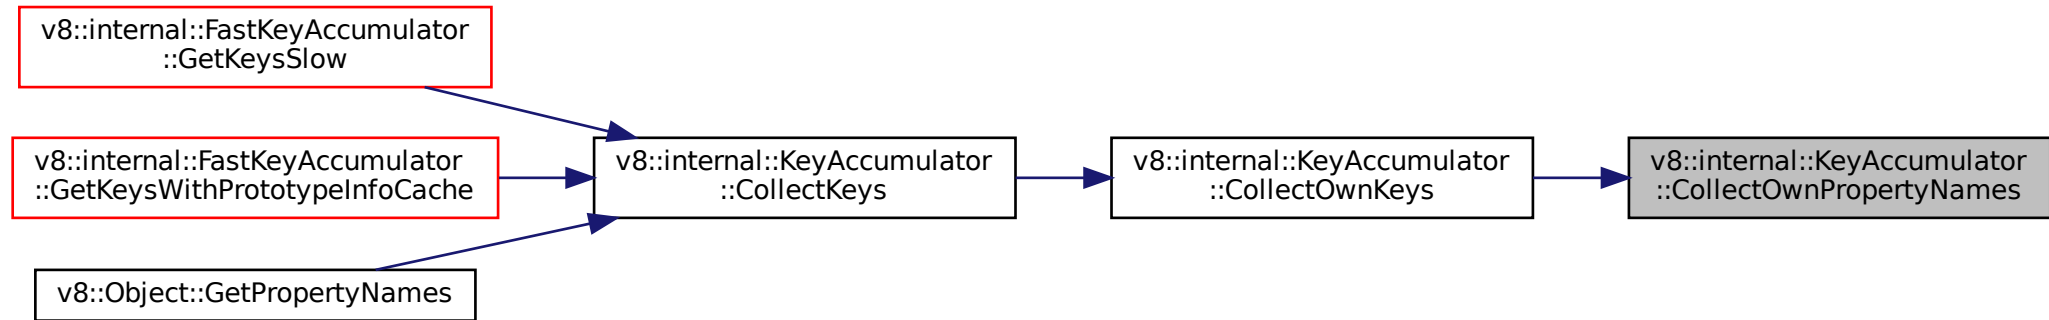 v8::internal::FastKeyAccumulator
::GetKeysSlow
v8::internal::FastKeyAccumulator
::GetKeysWithPrototypeInfoCache
v8::Object::GetPropertyNames
v8::internal::KeyAccumulator
::CollectKeys
v8::internal::KeyAccumulator
::CollectOwnKeys
v8::internal::KeyAccumulator
::CollectOwnPropertyNames